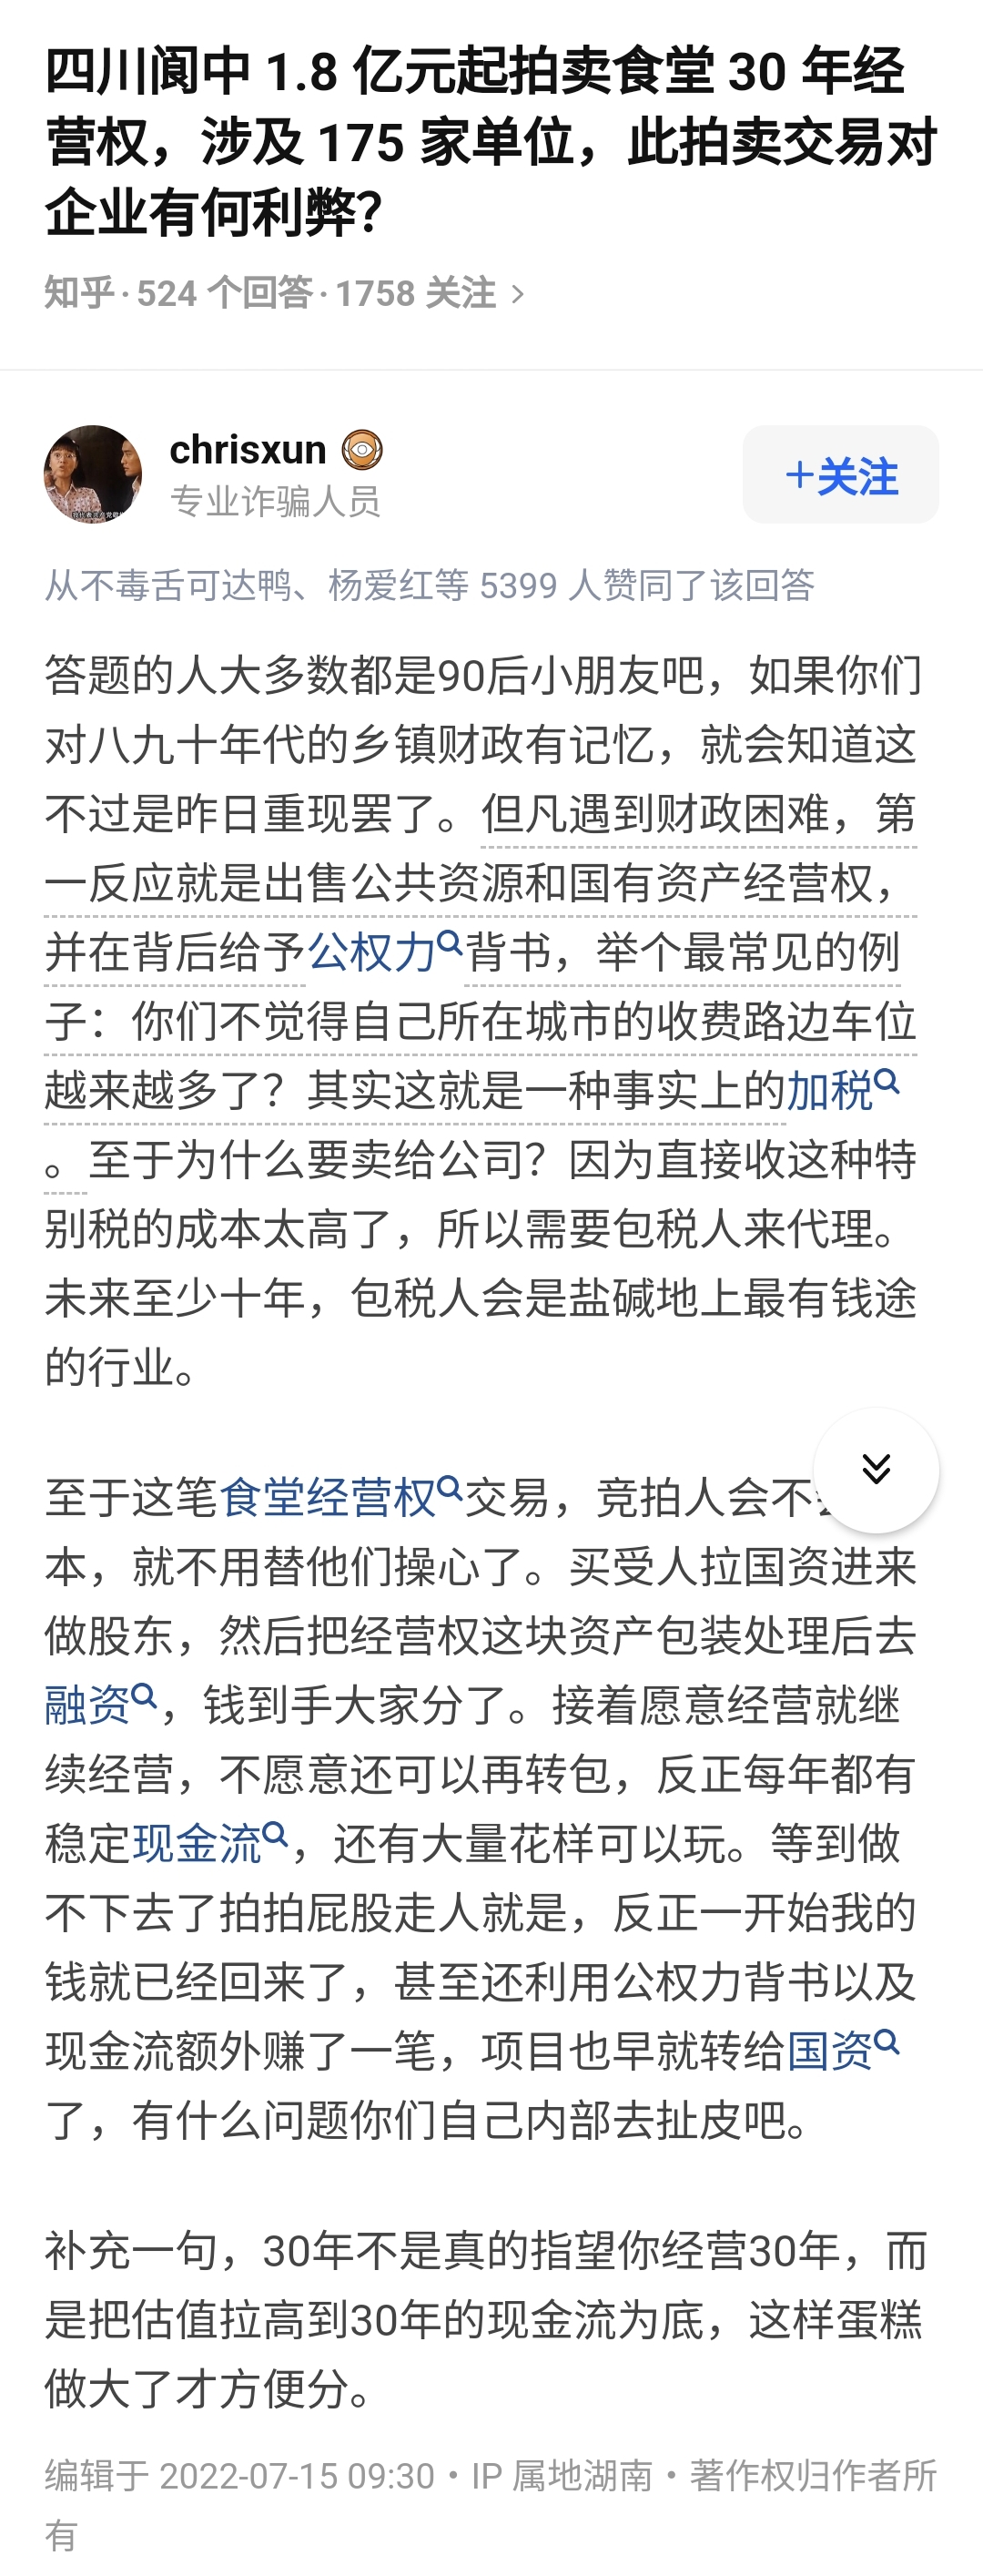 四川阆中 1.8 亿元起拍卖食堂 30 年经
营权，涉及 175 家单位，此拍卖交易对
企业有何利弊？
知乎·524 个回答·1758 关注
chrisxun
专业诈骗人员
+关注
从不毒舌可达鸭、杨爱红等 5399 人赞同了该回答
答题的人大多数都是90后小朋友吧，如果你们
对八九十年代的乡镇财政有记忆，就会知道这
不过是昨日重现罢了。但凡遇到财政困难，第
一反应就是出售公共资源和国有资产经营权，
并在背后给予公权力背书，举个最常见的例
子：你们不觉得自己所在城市的收费路边车位
越来越多了？其实这就是一种事实上的加税
。至于为什么要卖给公司？因为直接收这种特
别税的成本太高了，所以需要包税人来代理。
未来至少十年，包税人会是盐碱地上最有钱途
的行业。
至于这笔食堂经营权交易，竞拍人会不
本，就不用替他们操心了。买受人拉国资进来
做股东，然后把经营权这块资产包装处理后去
融资，钱到手大家分了。接着愿意经营就继
续经营，不愿意还可以再转包，反正每年都有
稳定现金流，还有大量花样可以玩。等到做
不下去了拍拍屁股走人就是，反正一开始我的
钱就已经回来了，甚至还利用公权力背书以及
现金流额外赚了一笔，项目也早就转给国资
了，有什么问题你们自己内部去扯皮吧。
补充一句，30年不是真的指望你经营30年，而
是把估值拉高到30年的现金流为底，这样蛋糕
做大了才方便分。
编辑于 2022-07-15 09:30・IP 属地湖南・著作权归作者所
有